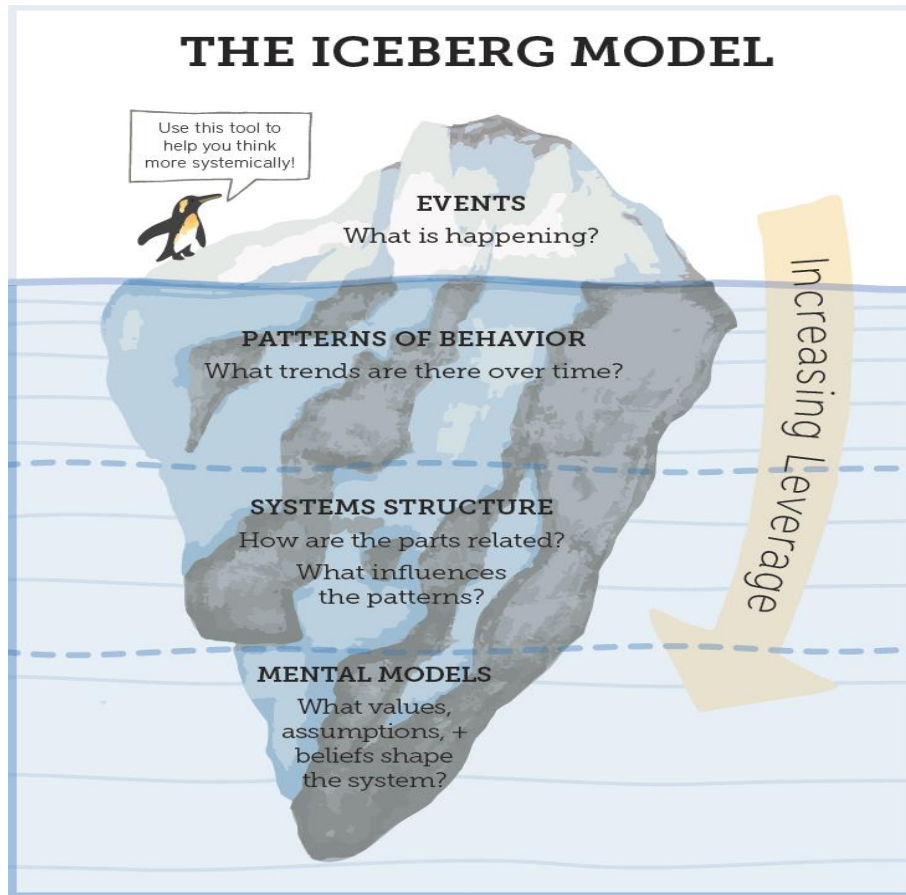 THE ICEBERG MODEL
Use this tool to
help you think
more systemically!
EVENTS
What is happening?
PATTERNS OF BEHAVIOR
What trends are there over time?
SYSTEMS STRUCTURE
How are the parts related?
What influences
the patterns?
MENTAL MODELS
What values,
assumptions, +
beliefs shape
the system?
Increasing Leverage